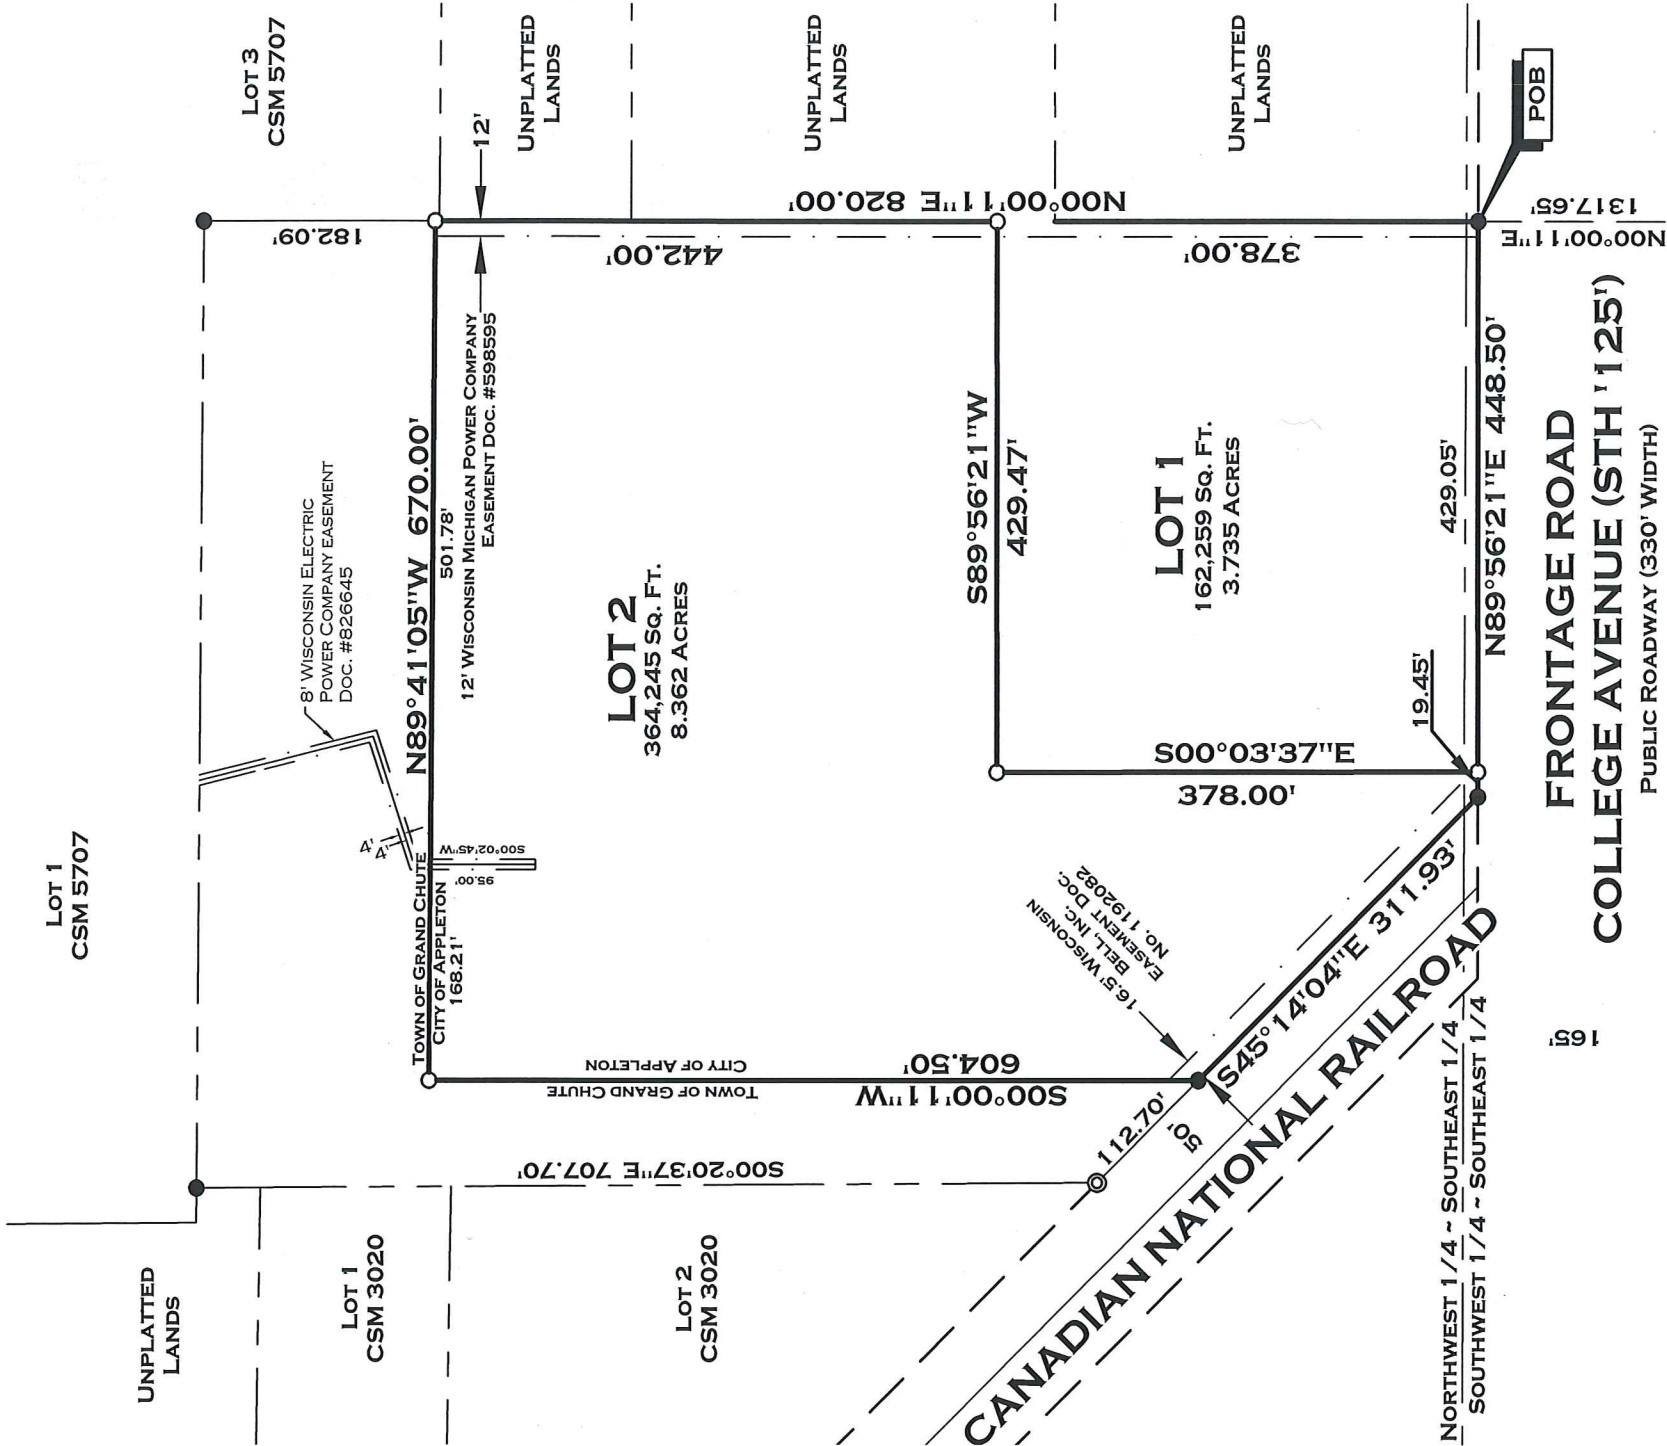 LOT 1
CSM 5707
LOT 3
CSM 5707
UNPLATTED
LANDS
UNPLATTED
LANDS
UNPLATTED
LANDS
UNPLATTED
LANDS
LOT 1
CSM 3020
LOT 2
CSM 3020
8' WISCONSIN ELECTRIC
POWER COMPANY EASEMENT
DOC. #826645
182.09'
12'
N89°41'05"W 670.00'
501.78'
12' WISCONSIN MICHIGAN POWER COMPANY
EASEMENT DOC. #598595
4'
4'
S00°02'45"W
95.00'
TOWN OF GRAND CHUTE
CITY OF APPLETON
168.21'
N00°00'11"E 820.00'
442.00'
378.00'
LOT 2
364,245 SQ. FT.
8.362 ACRES
S89°56'21"W
429.47'
LOT 1
162,259 SQ. FT.
3.735 ACRES
S00°03'37"E
378.00'
19.45'
429.05'
N89°56'21"E 448.50'
POB
N00°00'11"E
1317.65'
CITY OF APPLETON
TOWN OF GRAND CHUTE
604.50'
S00°00'11"W
S00°20'37"E 707.70'
16.5' WISCONSIN
BELL, INC.
EASEMENT DOC.
NO. 1192082
S45°14'04"E 311.93'
112.70'
50'
CANADIAN NATIONAL RAILROAD
NORTHWEST 1/4 ~ SOUTHEAST 1/4
SOUTHWEST 1/4 ~ SOUTHEAST 1/4
165'
FRONTAGE ROAD
COLLEGE AVENUE (STH '125')
PUBLIC ROADWAY (330' WIDTH)